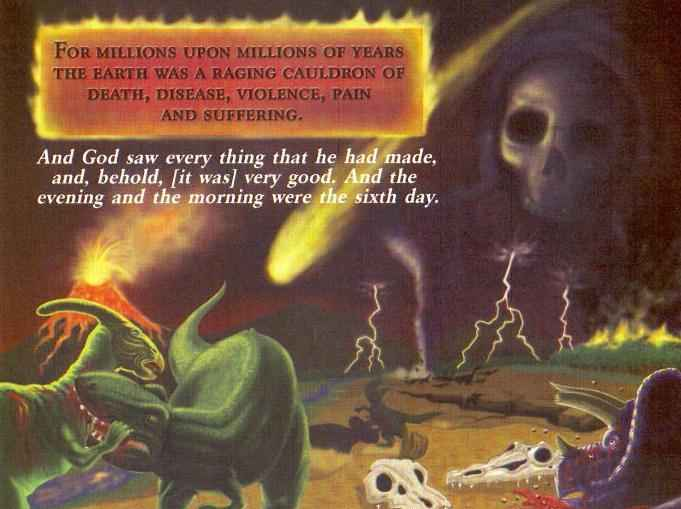 FOR MILLIONS UPON MILLIONS OF YEARS
THE EARTH WAS A RAGING CAULDRON OF
DEATH, DISEASE, VIOLENCE, PAIN
AND SUFFERING.
And God saw every thing that he had made,
and, behold, [it was] very good. And the
evening and the morning were the sixth day.